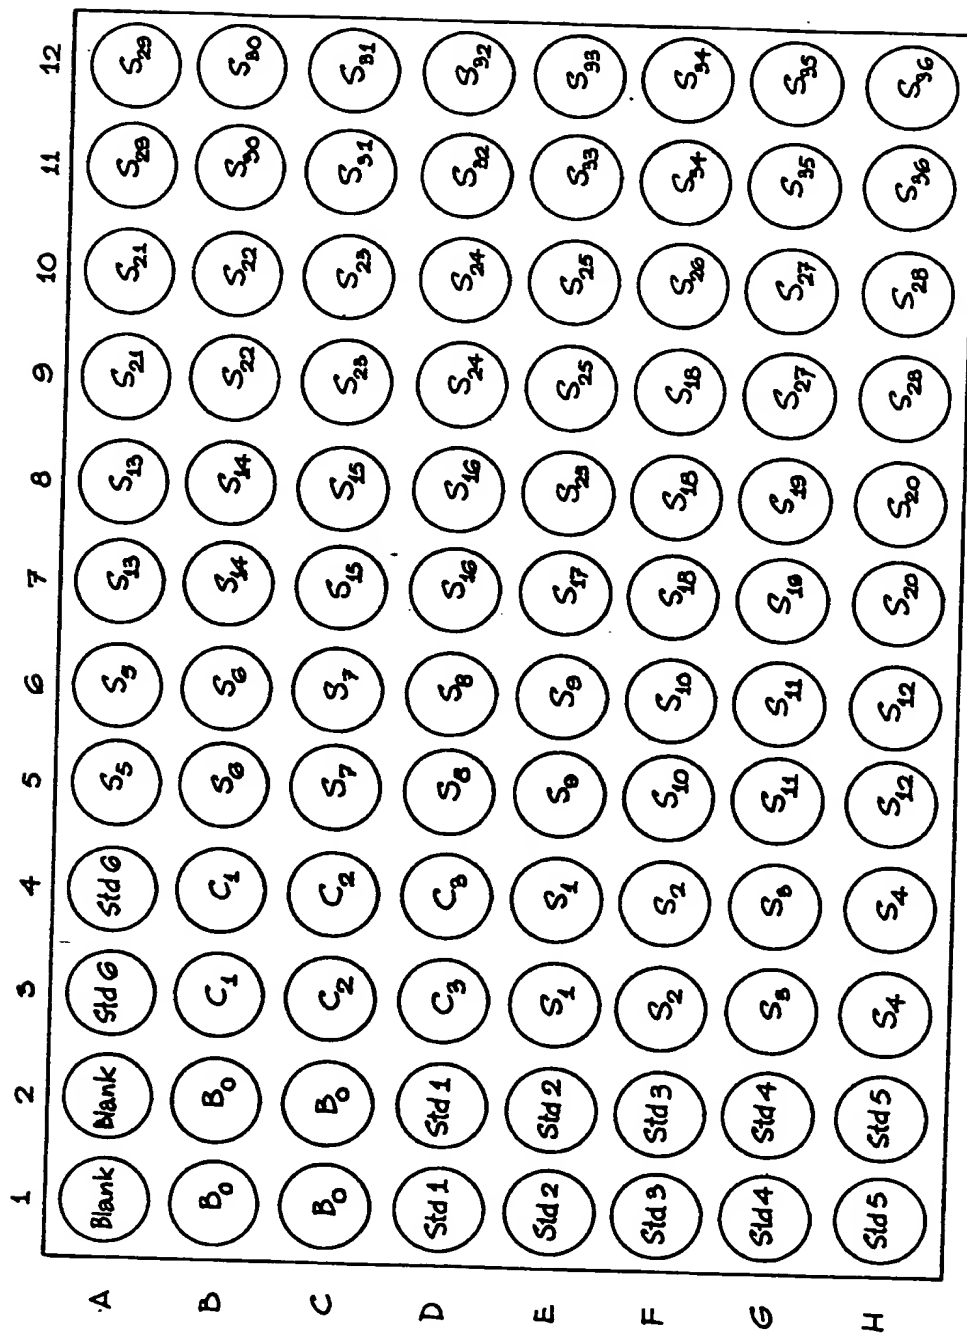 1 2 3 4 5 6 7 8 9 10 11 12
A Blank Blank Std 6 Std 6 S₅ S₅ S₁₃ S₁₃ S₂₁ S₂₁ S₂₉ S₂₉
B B₀ B₀ C₁ C₁ S₆ S₆ S₁₄ S₁₄ S₂₂ S₂₂ S₃₀ S₃₀
C B₀ B₀ C₂ C₂ S₇ S₇ S₁₅ S₁₅ S₂₃ S₂₃ S₃₁ S₃₁
D Std 1 Std 1 C₃ C₃ S₈ S₈ S₁₆ S₁₆ S₂₄ S₂₄ S₃₂ S₃₂
E Std 2 Std 2 S₁ S₁ S₉ S₉ S₁₇ S₂₅ S₂₅ S₂₅ S₃₃ S₃₃
F Std 3 Std 3 S₂ S₂ S₁₀ S₁₀ S₁₈ S₁₈ S₁₈ S₂₆ S₃₄ S₃₄
G Std 4 Std 4 S₃ S₃ S₁₁ S₁₁ S₁₉ S₁₉ S₂₇ S₂₇ S₃₅ S₃₅
H Std 5 Std 5 S₄ S₄ S₁₂ S₁₂ S₂₀ S₂₀ S₂₈ S₂₈ S₃₆ S₃₆